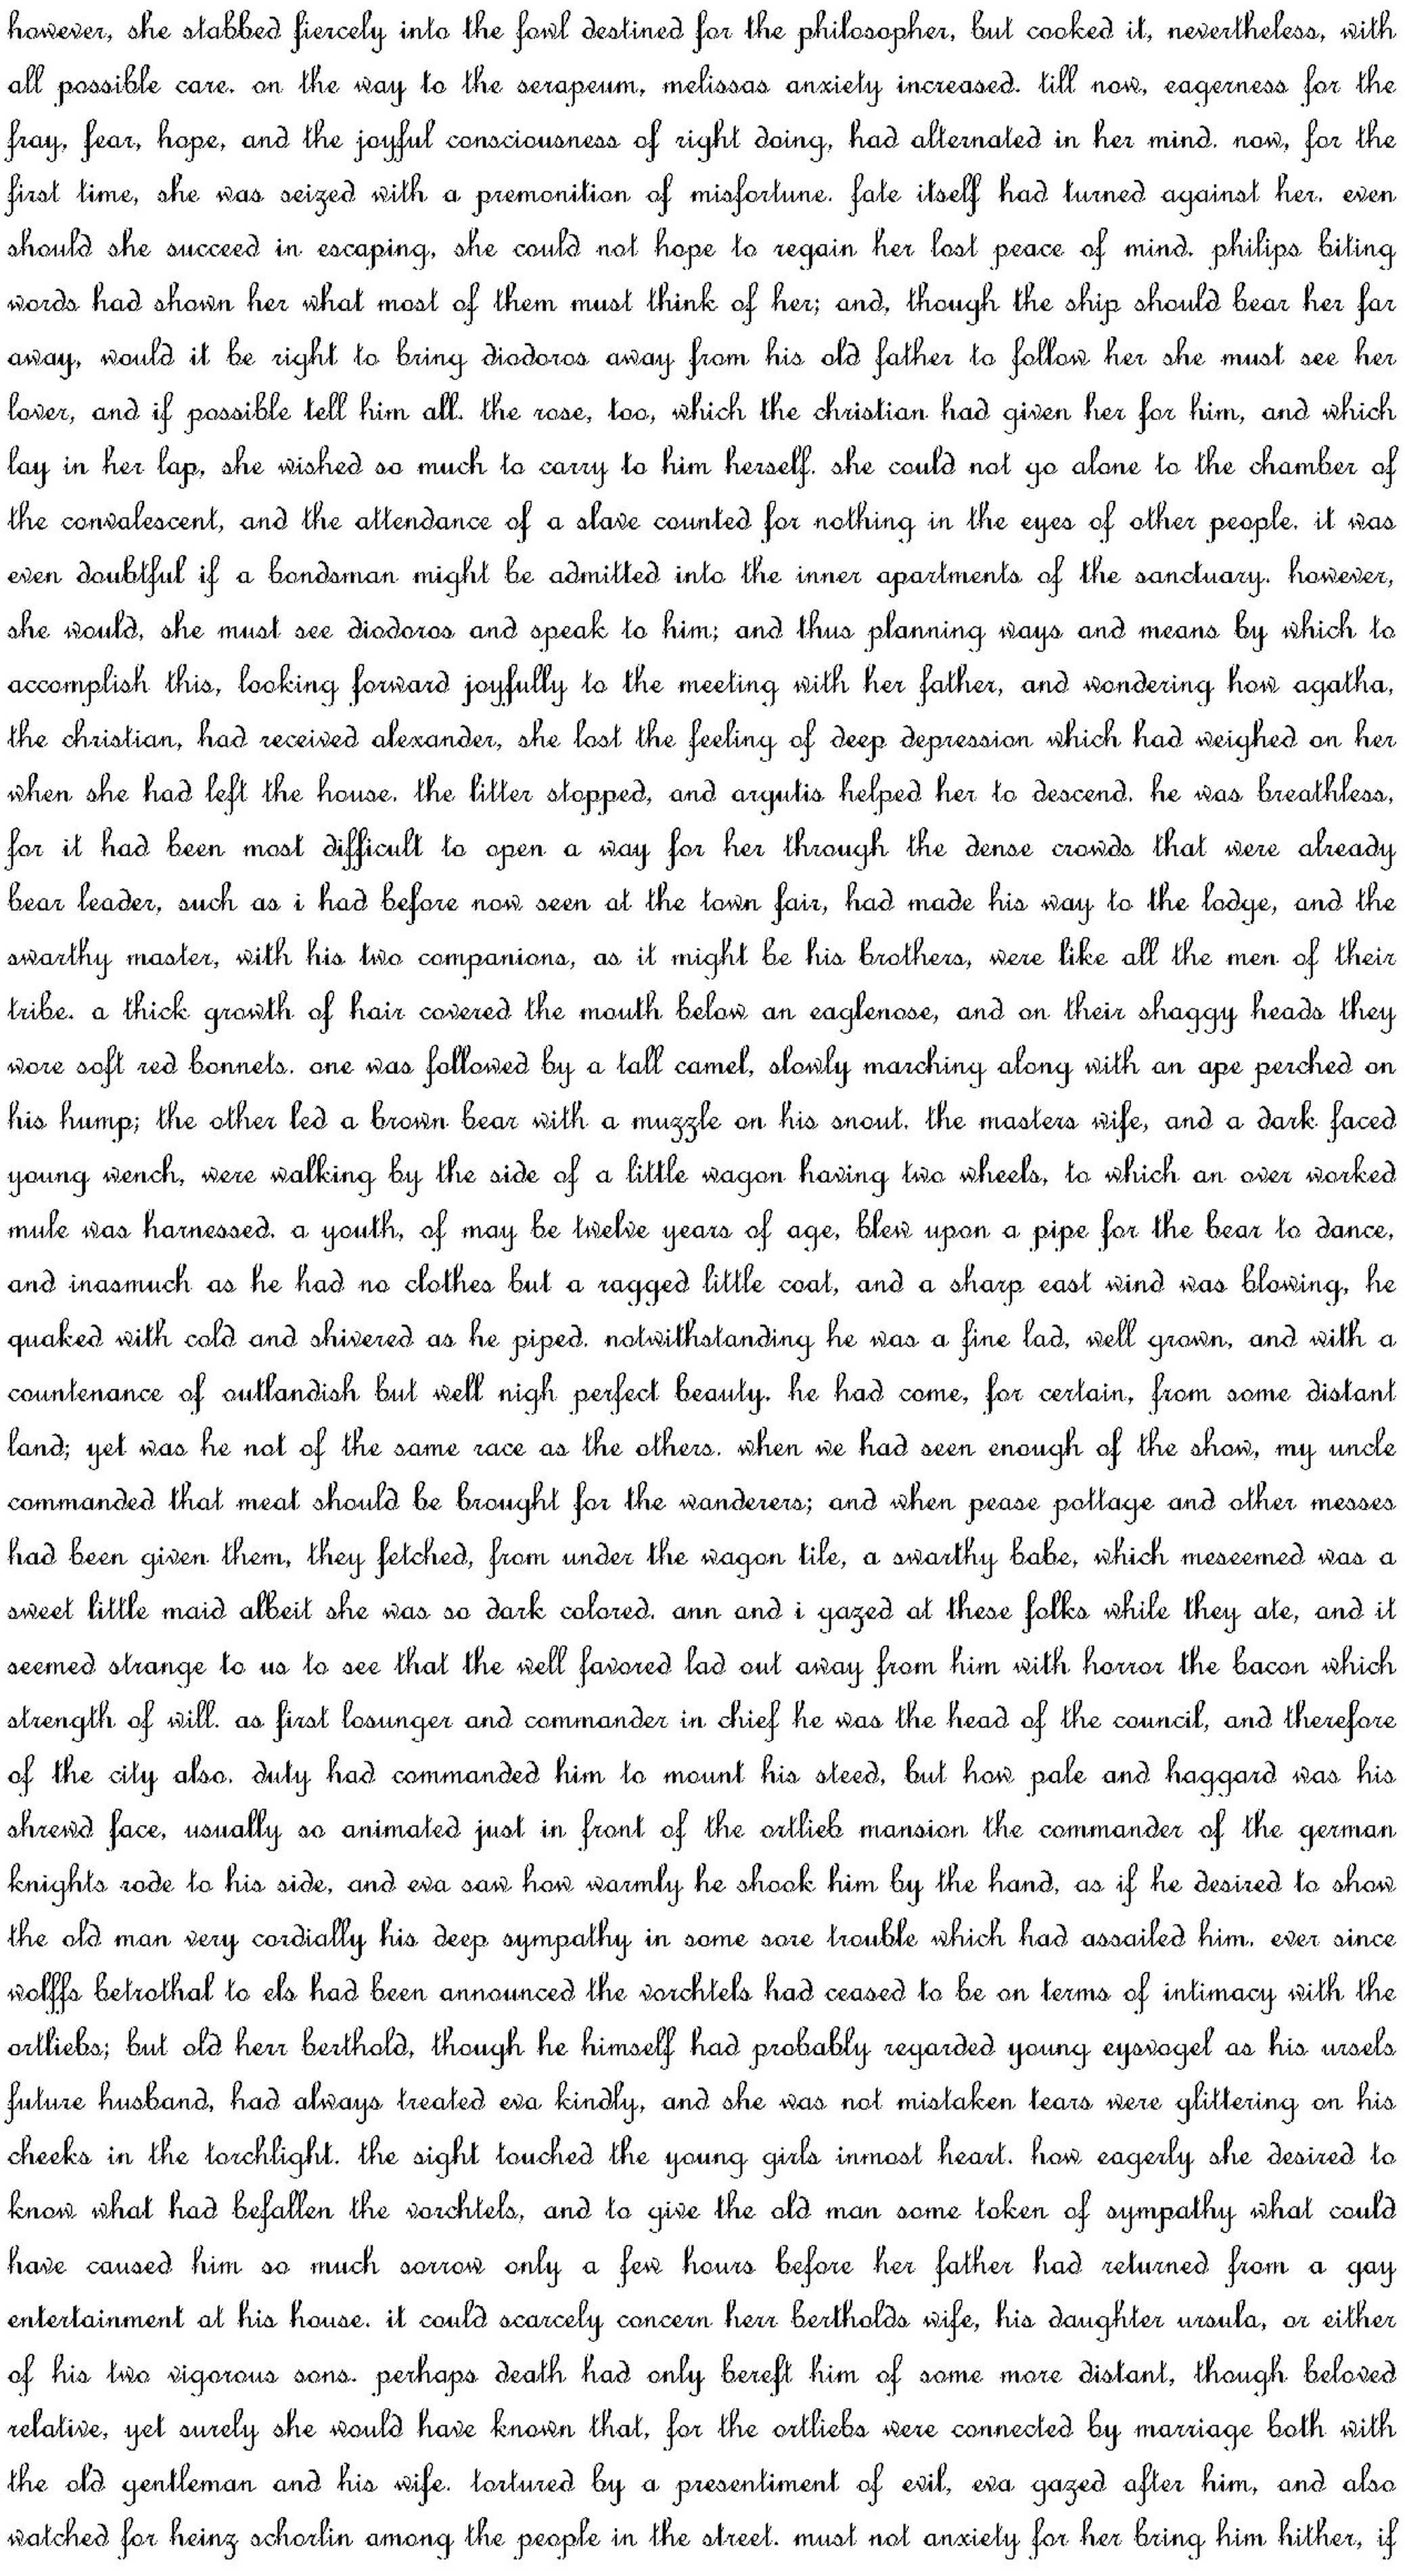 however, she stabbed fiercely into the fowl destined for the philosopher, but cooked it, nevertheless, with
all possible care. on the way to the serapeum, melissas anxiety increased. till now, eagerness for the
fray, fear, hope, and the joyful consciousness of right doing, had alternated in her mind. now, for the
first time, she was seized with a premonition of misfortune. fate itself had turned against her. even
should she succeed in escaping, she could not hope to regain her lost peace of mind. philips biting
words had shown her what most of them must think of her; and, though the ship should bear her far
away, would it be right to bring diodoros away from his old father to follow her she must see her
lover, and if possible tell him all. the rose, too, which the christian had given her for him, and which
lay in her lap, she wished so much to carry to him herself. she could not go alone to the chamber of
the convalescent, and the attendance of a slave counted for nothing in the eyes of other people. it was
even doubtful if a bondsman might be admitted into the inner apartments of the sanctuary. however,
she would, she must see diodoros and speak to him; and thus planning ways and means by which to
accomplish this, looking forward joyfully to the meeting with her father, and wondering how agatha,
the christian, had received alexander, she lost the feeling of deep depression which had weighed on her
when she had left the house. the litter stopped, and argutis helped her to descend. he was breathless,
for it had been most difficult to open a way for her through the dense crowds that were already
bear leader, such as i had before now seen at the town fair, had made his way to the lodge, and the
swarthy master, with his two companions, as it might be his brothers, were like all the men of their
tribe. a thick growth of hair covered the mouth below an eaglenose, and on their shaggy heads they
wore soft red bonnets. one was followed by a tall camel, slowly marching along with an ape perched on
his hump; the other led a brown bear with a muzzle on his snout. the masters wife, and a dark faced
young wench, were walking by the side of a little wagon having two wheels, to which an over worked
mule was harnessed. a youth, of may be twelve years of age, blew upon a pipe for the bear to dance,
and inasmuch as he had no clothes but a ragged little coat, and a sharp east wind was blowing, he
quaked with cold and shivered as he piped. notwithstanding he was a fine lad, well grown, and with a
countenance of outlandish but well nigh perfect beauty. he had come, for certain, from some distant
land; yet was he not of the same race as the others. when we had seen enough of the show, my uncle
commanded that meat should be brought for the wanderers; and when pease pottage and other messes
had been given them, they fetched, from under the wagon tile, a swarthy babe, which meseemed was a
sweet little maid albeit she was so dark colored. ann and i gazed at these folks while they ate, and it
seemed strange to us to see that the well favored lad out away from him with horror the bacon which
strength of will. as first losunger and commander in chief he was the head of the council, and therefore
of the city also. duty had commanded him to mount his steed, but how pale and haggard was his
shrewd face, usually so animated just in front of the ortlieb mansion the commander of the german
knights rode to his side, and eva saw how warmly he shook him by the hand, as if he desired to show
the old man very cordially his deep sympathy in some sore trouble which had assailed him. ever since
wolffs betrothal to els had been announced the vorchtels had ceased to be on terms of intimacy with the
ortliebs; but old herr berthold, though he himself had probably regarded young eysvogel as his ursels
future husband, had always treated eva kindly, and she was not mistaken tears were glittering on his
cheeks in the torchlight. the sight touched the young girls inmost heart. how eagerly she desired to
know what had befallen the vorchtels, and to give the old man some token of sympathy what could
have caused him so much sorrow only a few hours before her father had returned from a gay
entertainment at his house. it could scarcely concern herr bertholds wife, his daughter ursula, or either
of his two vigorous sons. perhaps death had only bereft him of some more distant, though beloved
relative, yet surely she would have known that, for the ortliebs were connected by marriage both with
the old gentleman and his wife. tortured by a presentiment of evil, eva gazed after him, and also
watched for heinz schorlin among the people in the street. must not anxiety for her bring him hither, if